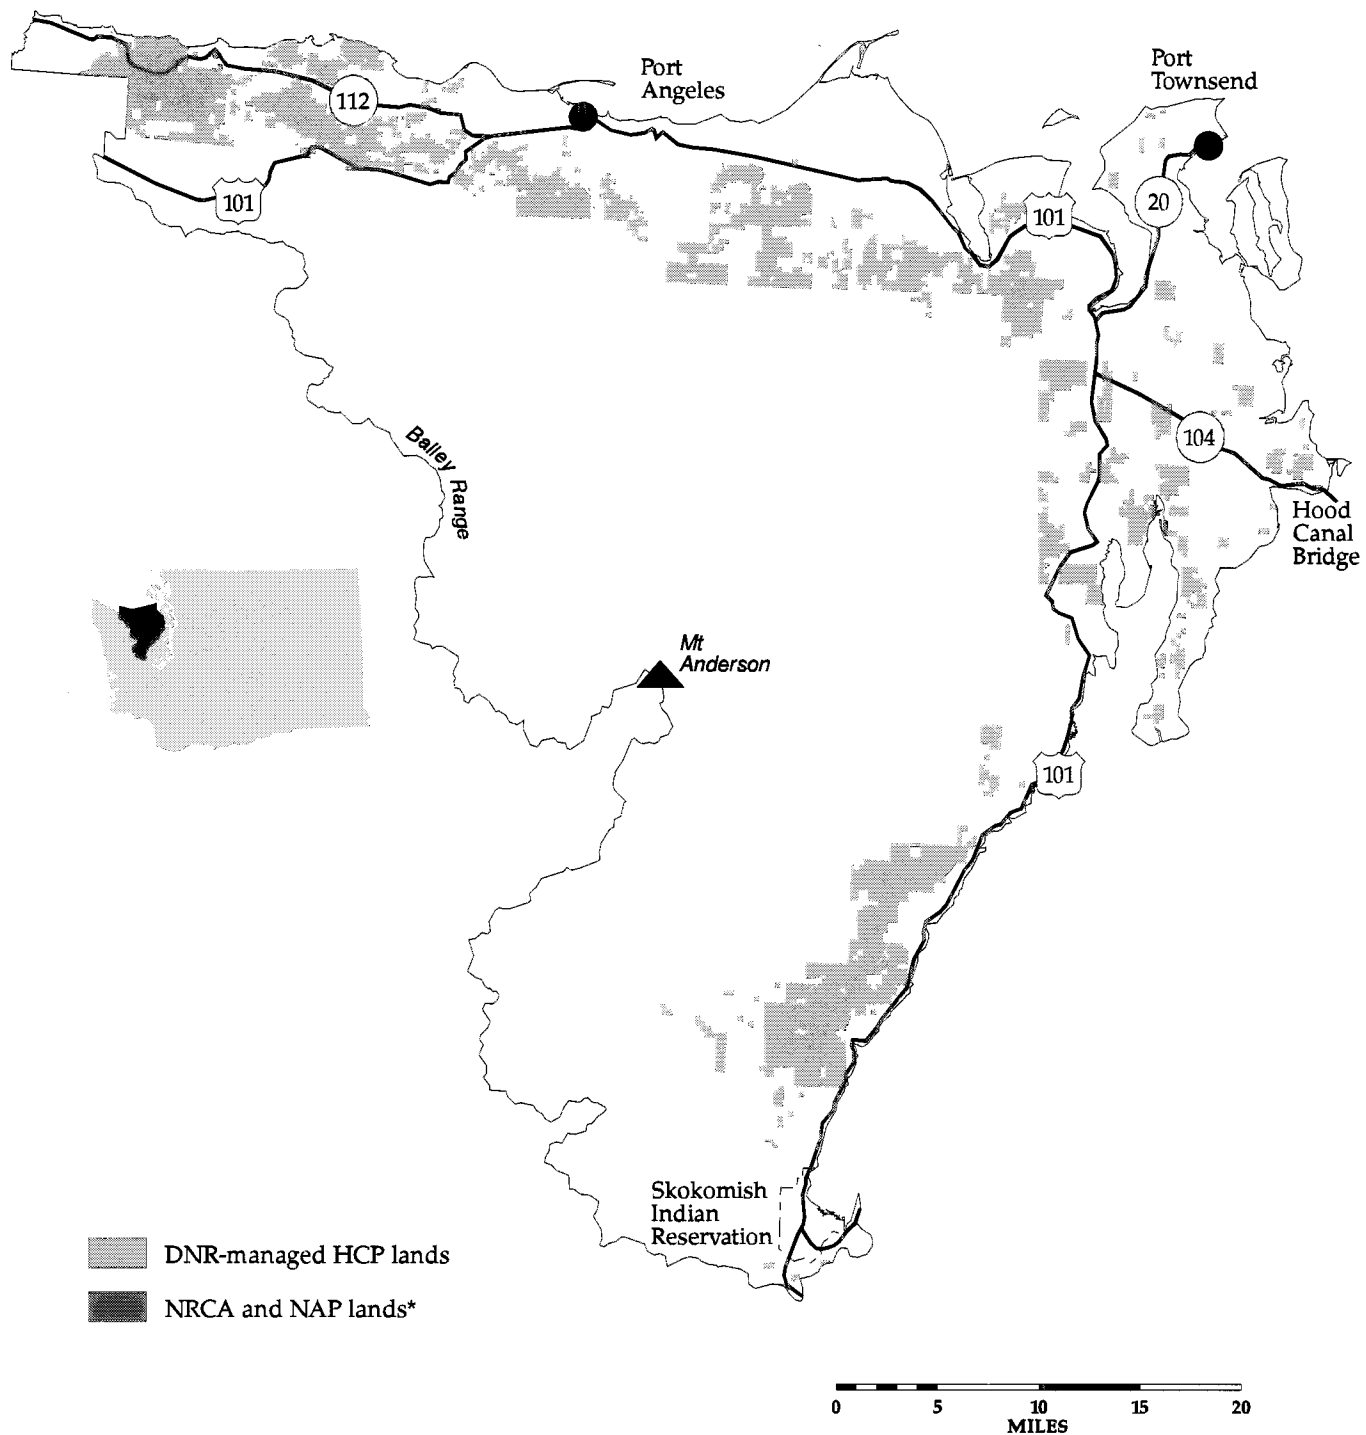 Port
Angeles
Port
Townsend
112
101
101
20
Bailey Range
104
Hood
Canal
Bridge
Mt
Anderson
101
Skokomish
Indian
Reservation
DNR-managed HCP lands
NRCA and NAP lands*
0 5 10 15 20
MILES